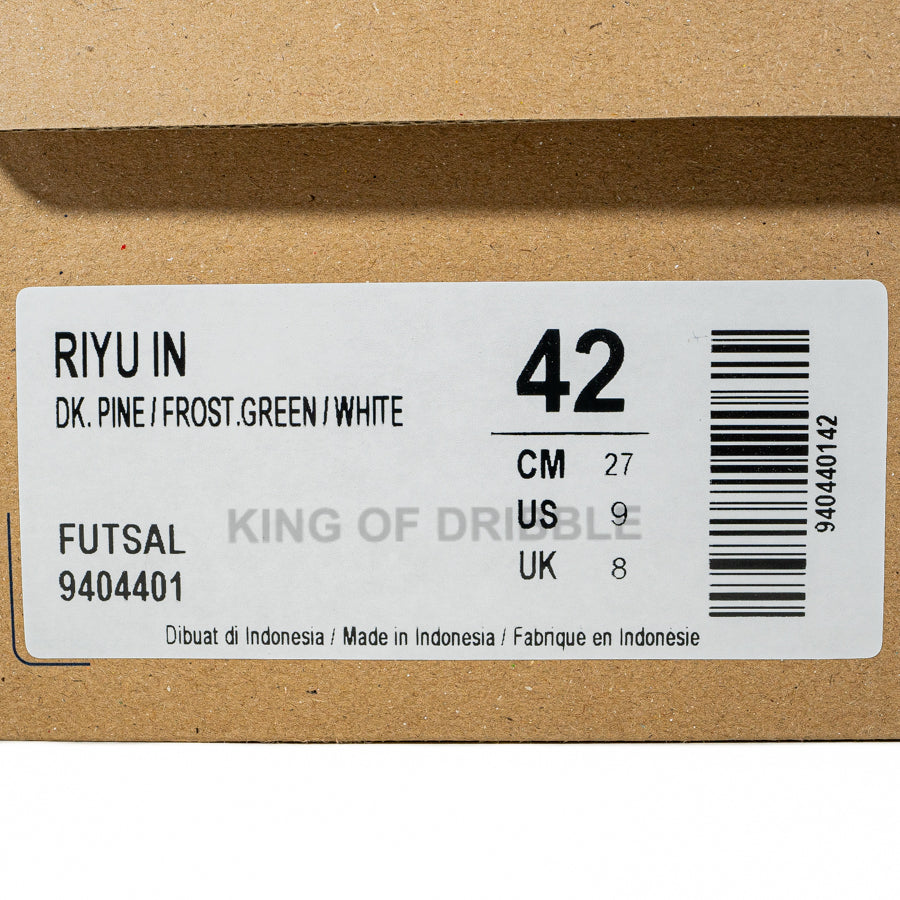 RIYU IN
DK. PINE / FROST.GREEN / WHITE
42
CM 27
US 9
UK 8
KING OF DRIBBLE
FUTSAL
9404401
940440142
Dibuat di Indonesia / Made in Indonesia / Fabrique en Indonesie